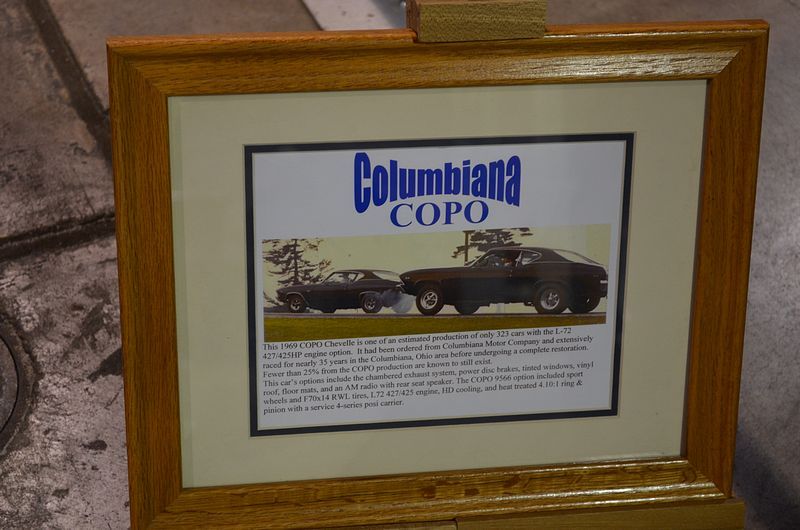 Columbiana
COPO
This 1969 COPO Chevelle is one of an estimated production of only 323 cars with the L-72
427/425HP engine option. It had been ordered from Columbiana Motor Company and extensively
raced for nearly 35 years in the Columbiana, Ohio area before undergoing a complete restoration.
Fewer than 25% from the COPO production are known to still exist.
This car's options include the chambered exhaust system, power disc brakes, tinted windows, vinyl
roof, floor mats, and an AM radio with rear seat speaker. The COPO 9566 option included sport
wheels and F70x14 RWL tires, L72 427/425 engine, HD cooling, and heat treated 4.10:1 ring &
pinion with a service 4-series posi carrier.